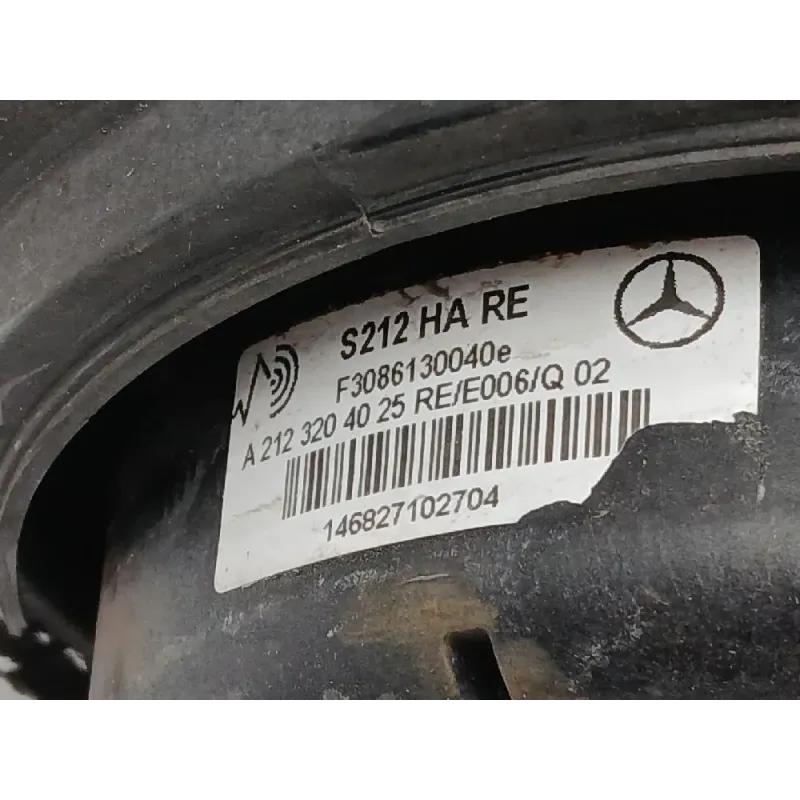 S212 HA RE
F3086130040e
A 212 320 40 25 RE/E006/Q 02
146827102704